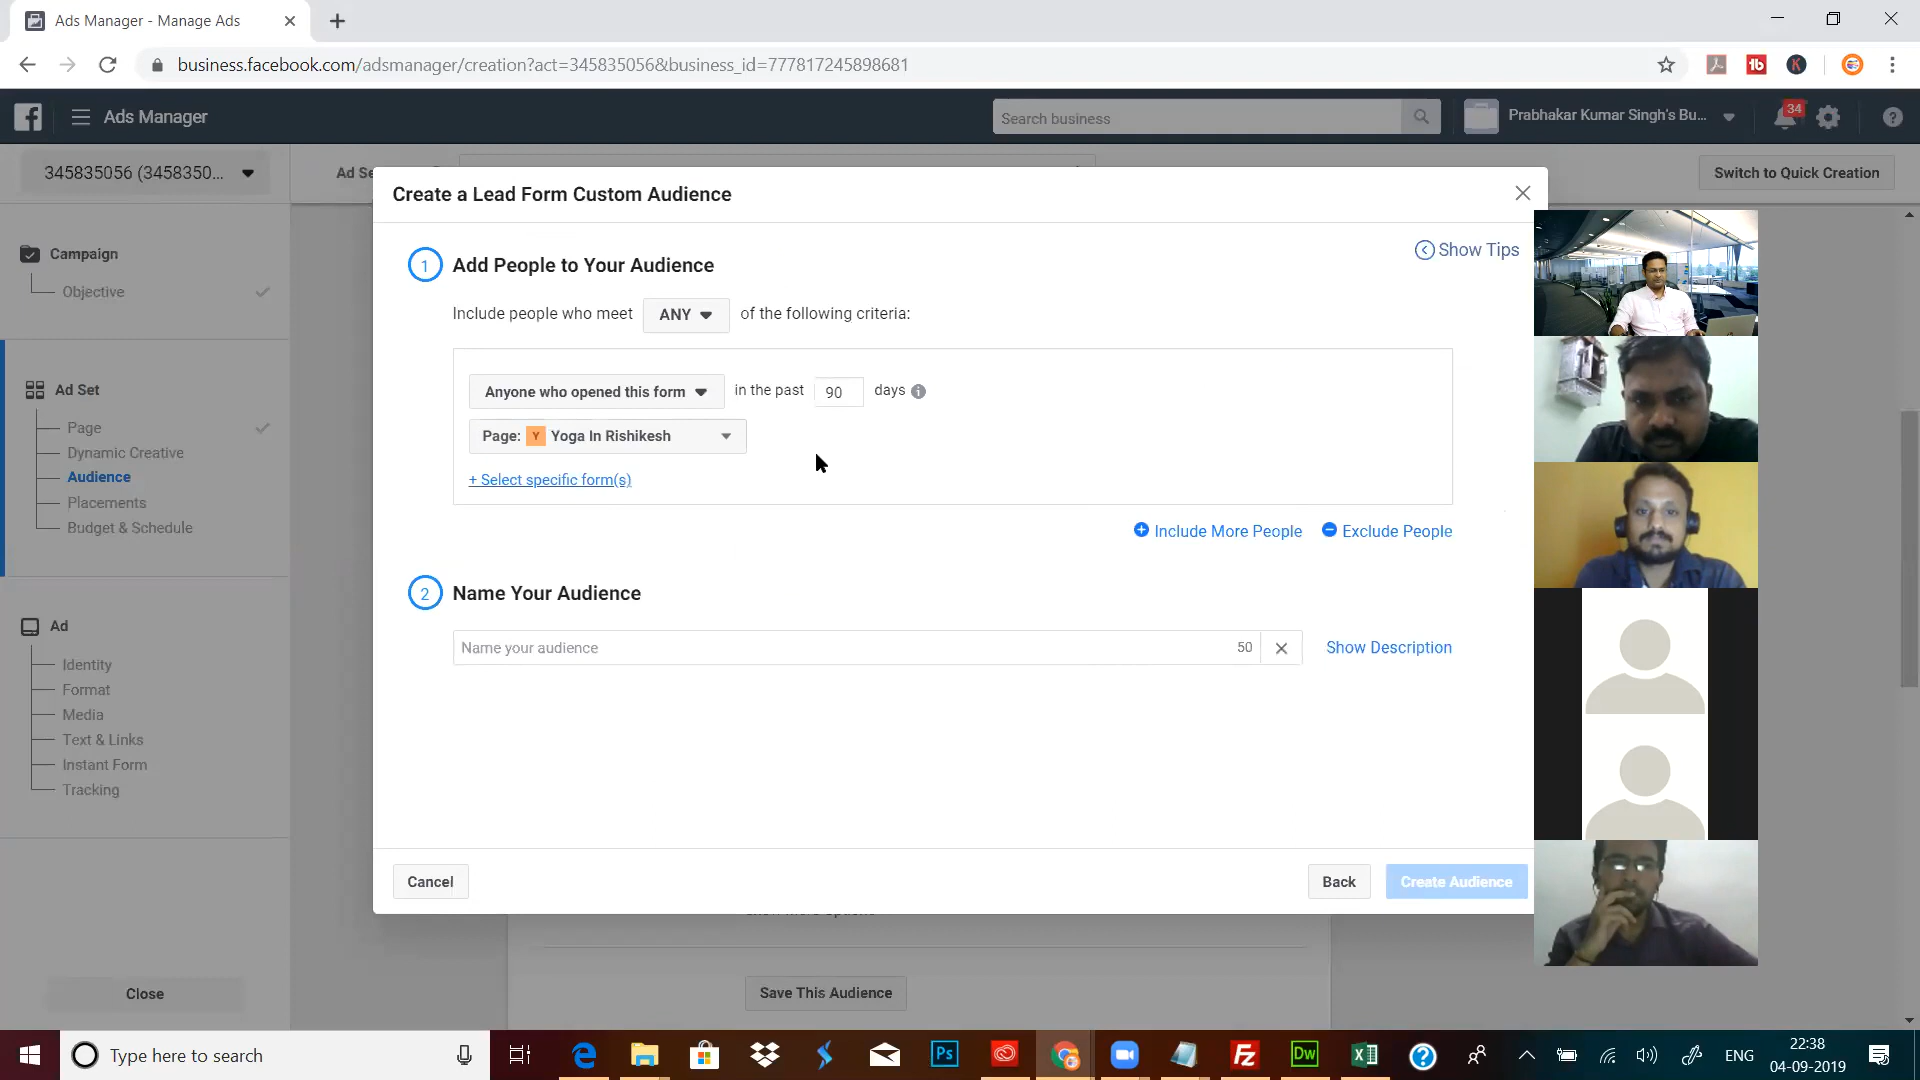 Ads Manager - Manage Ads
business.facebook.com/adsmanager/creation?act=345835056&business_id=777817245898681
Ads Manager
Search business
Prabhakar Kumar Singh's Bu...
34
345835056 (3458350...
Ad Se
Switch to Quick Creation
Create a Lead Form Custom Audience
Show Tips
Campaign
Objective
Ad Set
Page
Dynamic Creative
Audience
Placements
Budget & Schedule
Ad
Identity
Format
Media
Text & Links
Instant Form
Tracking
Close
1 Add People to Your Audience
Include people who meet ANY of the following criteria:
Anyone who opened this form in the past 90 days
Page: Y Yoga In Rishikesh
+ Select specific form(s)
Include More People Exclude People
2 Name Your Audience
Name your audience 50 Show Description
Cancel Back Create Audience
Save This Audience
Type here to search
Ps
Dw
ENG
22:38
04-09-2019